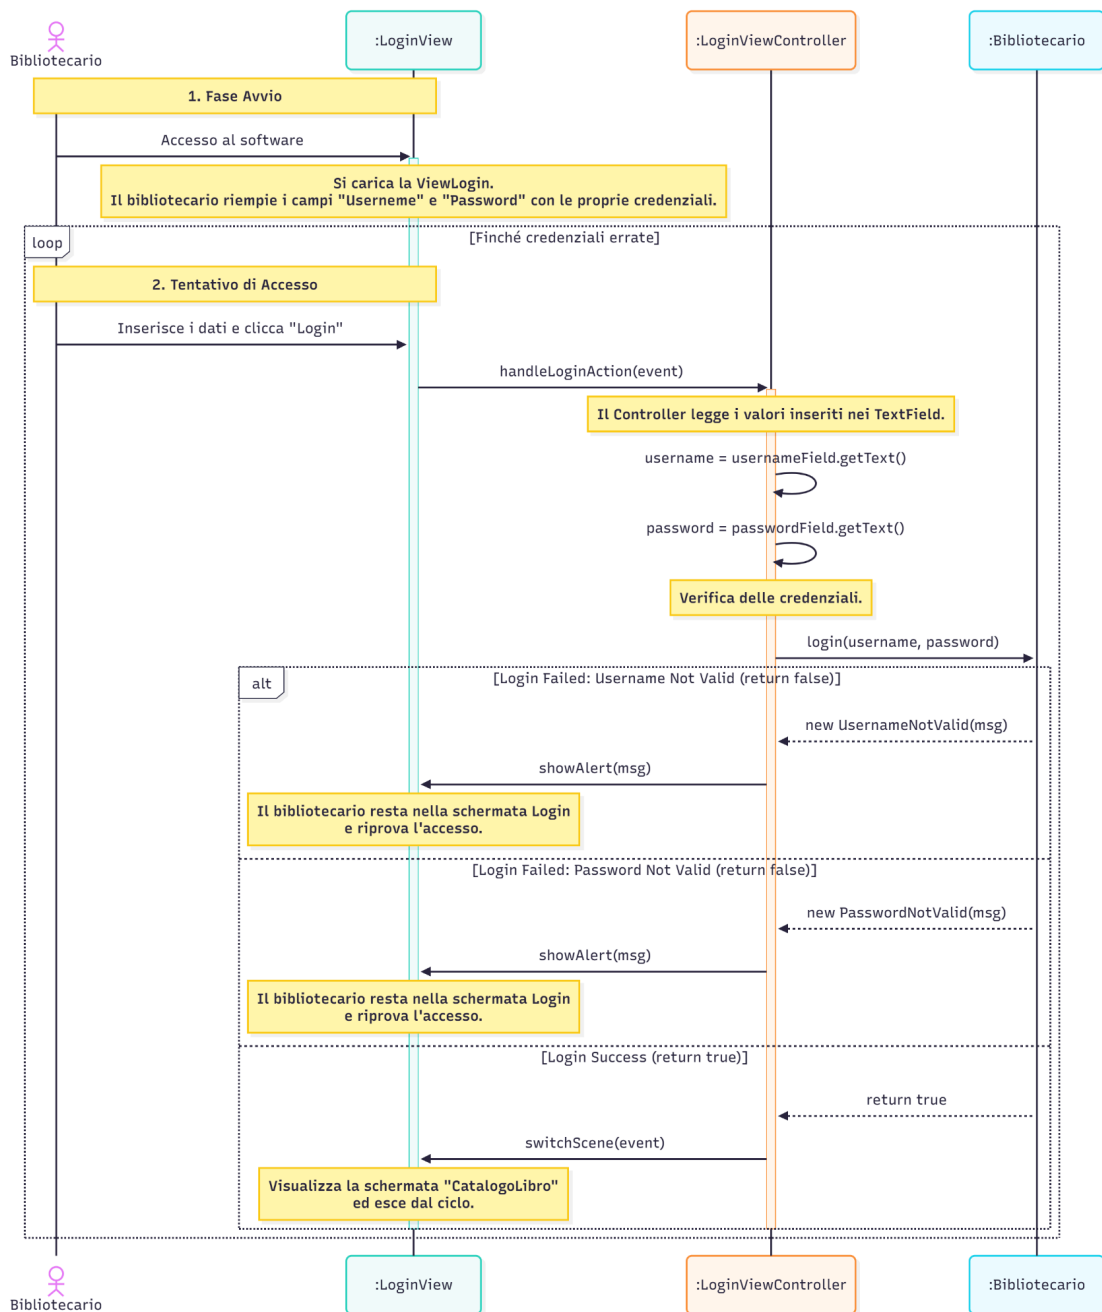 Bibliotecario
:LoginView
:LoginViewController
:Bibliotecario
1. Fase Avvio
Accesso al software
Si carica la ViewLogin.
Il bibliotecario riempie i campi "Userneme" e "Password" con le proprie credenziali.
loop
[Finché credenziali errate]
2. Tentativo di Accesso
Inserisce i dati e clicca "Login"
handleLoginAction(event)
Il Controller legge i valori inseriti nei TextField.
username = usernameField.getText()
password = passwordField.getText()
Verifica delle credenziali.
login(username, password)
alt
[Login Failed: Username Not Valid (return false)]
new UsernameNotValid(msg)
showAlert(msg)
Il bibliotecario resta nella schermata Login
e riprova l'accesso.
[Login Failed: Password Not Valid (return false)]
new PasswordNotValid(msg)
showAlert(msg)
Il bibliotecario resta nella schermata Login
e riprova l'accesso.
[Login Success (return true)]
return true
switchScene(event)
Visualizza la schermata "CatalogoLibro"
ed esce dal ciclo.
Bibliotecario
:LoginView
:LoginViewController
:Bibliotecario